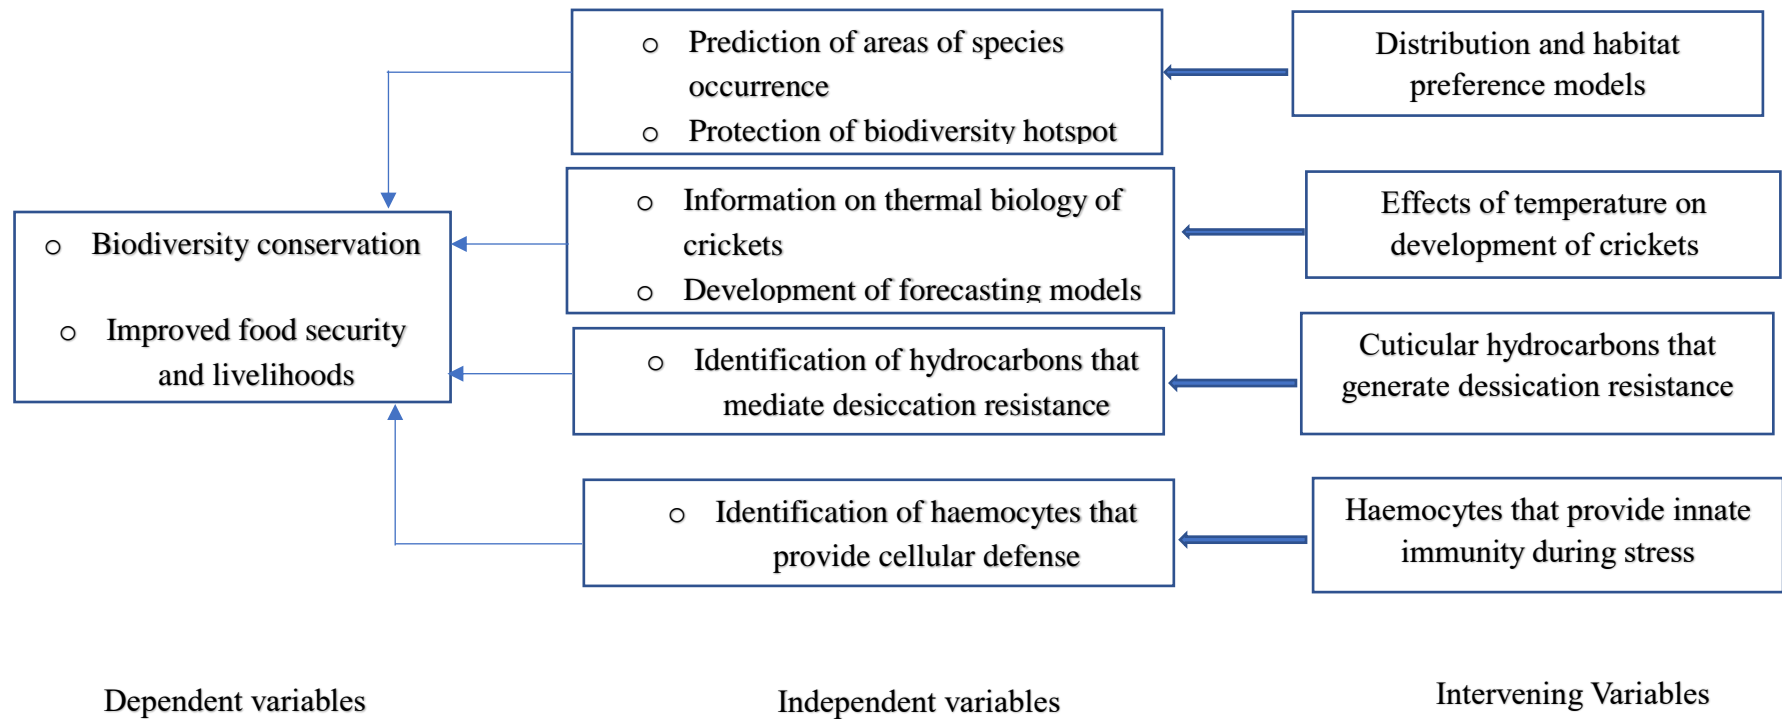 o Prediction of areas of species
occurrence
o Protection of biodiversity hotspot
Distribution and habitat
preference models
o Information on thermal biology of
crickets
o Development of forecasting models
Effects of temperature on
development of crickets
o Biodiversity conservation
o Improved food security
and livelihoods
o Identification of hydrocarbons that
mediate desiccation resistance
Cuticular hydrocarbons that
generate dessication resistance
o Identification of haemocytes that
provide cellular defense
Haemocytes that provide innate
immunity during stress
Dependent variables
Independent variables
Intervening Variables